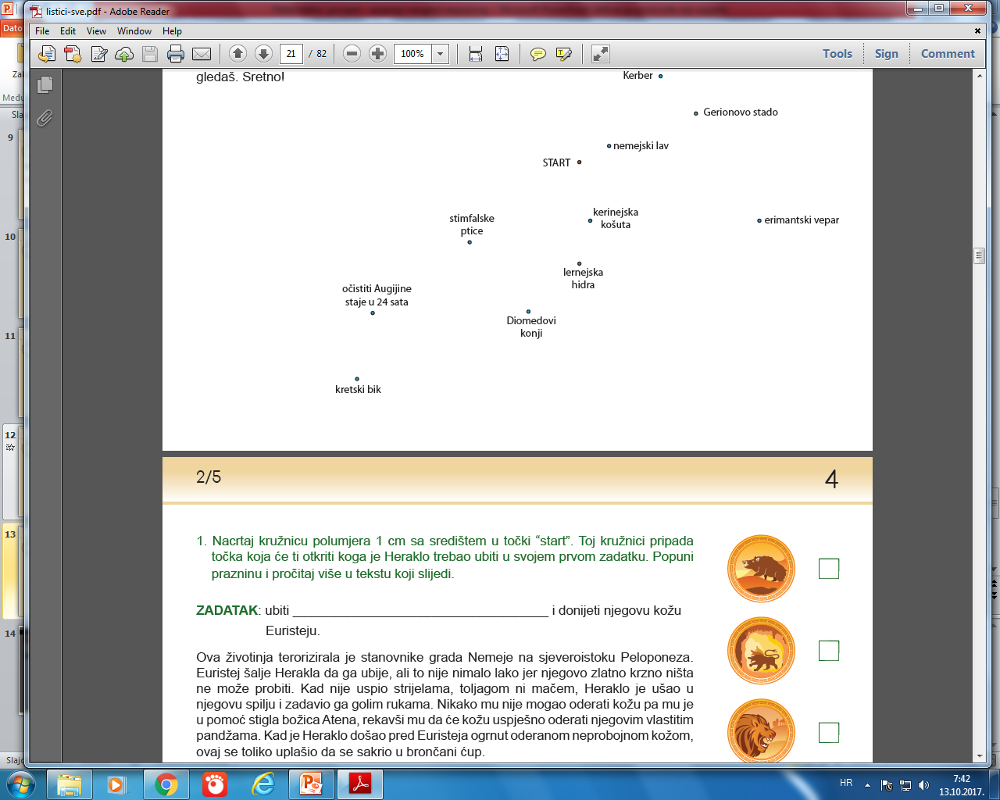 listici-sve.pdf - Adobe Reader
File Edit View Window Help
21 / 82 100% Tools Sign Comment
Među
9
10
11
12
13
14
gledaš. Sretno!
Kerber
Gerionovo stado
nemejski lav
START
stimfalske
ptice
kerinejska
košuta
erimantski vepar
lernejska
hidra
očistiti Augijine
staje u 24 sata
Diomedovi
konji
kretski bik
2/5 4
1. Nacrtaj kružnicu polumjera 1 cm sa središtem u točki “start”. Toj kružnici pripada
točka koja će ti otkriti koga je Heraklo trebao ubiti u svojem prvom zadatku. Popuni
prazninu i pročitaj više u tekstu koji slijedi.
ZADATAK: ubiti ___________________________________ i donijeti njegovu kožu
Euristeju.
Ova životinja terorizirala je stanovnike grada Nemeje na sjeveroistoku Peloponeza.
Euristej šalje Herakla da ga ubije, ali to nije nimalo lako jer njegovo zlatno krzno ništa
ne može probiti. Kad nije uspio strijelama, toljagom ni mačem, Heraklo je ušao u
njegovu spilju i zadavio ga golim rukama. Nikako mu nije mogao oderati kožu pa mu je
u pomoć stigla božica Atena, rekavši mu da će kožu uspješno oderati njegovim vlastitim
pandžama. Kad je Heraklo došao pred Euristeja ogrnut oderanom neprobojnom kožom,
ovaj se toliko uplašio da se sakrio u brončani ćup.
HR
7:42
13.10.2017.